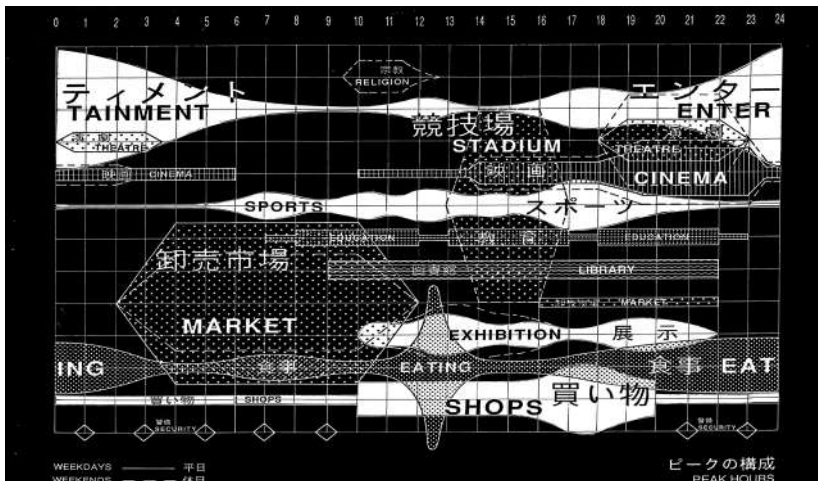 0 1 2 3 4 5 6 7 8 9 10 11 12 13 14 15 16 17 18 19 20 21 22 23 24
宗教
RELIGION
ティメント
TAINMENT
エンター
ENTER
競技場
STADIUM
演劇
THEATRE
THEATRE
映画 CINEMA
映画
CINEMA
SPORTS
スポーツ
EDUCATION
教育
EDUCATION
卸売市場
MARKET
図書館
LIBRARY
MARKET
EXHIBITION 展示
ING
食事
EATING
食事
EAT
買い物 SHOPS
SHOPS 買い物
警備
SECURITY
警備
SECURITY
WEEKDAYS 平日
WEEKENDS 休日
ピークの構成
PEAK HOURS